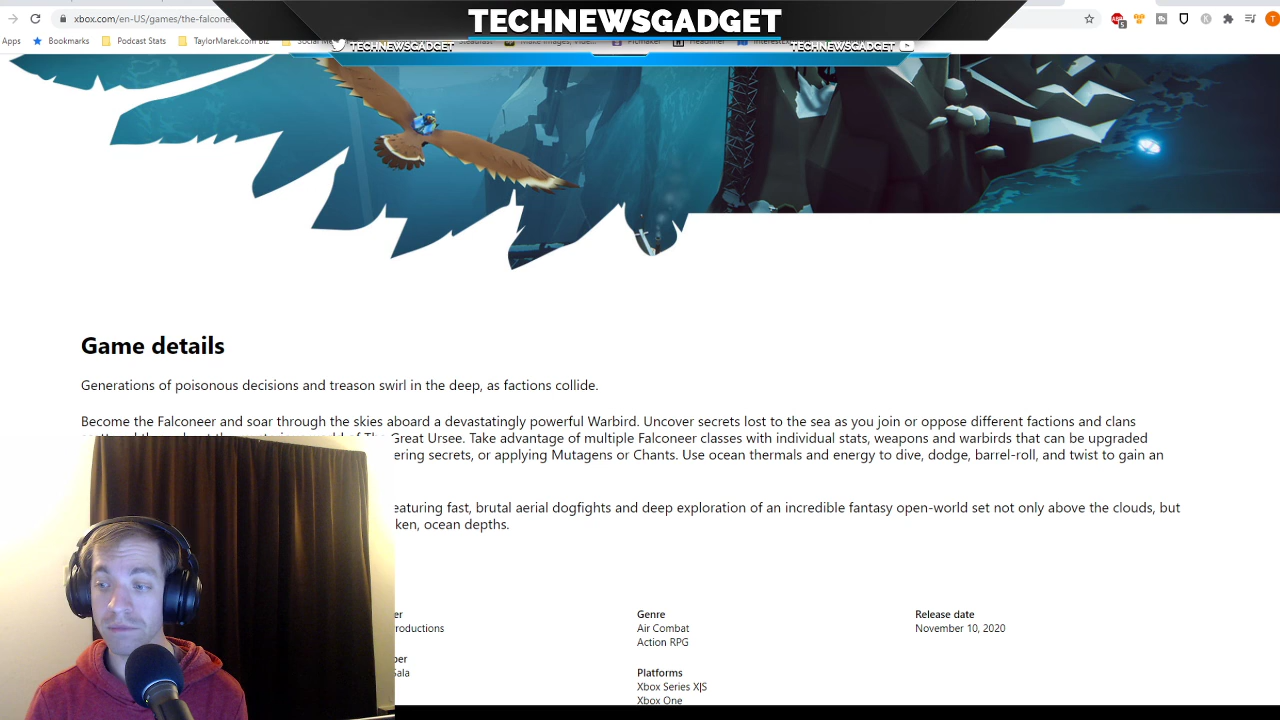 TECHNEWSGADGET
xbox.com/en-US/games/the-falcone
Apps Bookmarks Podcast Stats TaylorMarek.com Biz
TECHNEWSGADGET TECHNEWSGADGET
Game details
Generations of poisonous decisions and treason swirl in the deep, as factions collide.
Become the Falconeer and soar through the skies aboard a devastatingly powerful Warbird. Uncover secrets lost to the sea as you join or oppose different factions and clans
The Great Ursee. Take advantage of multiple Falconeer classes with individual stats, weapons and warbirds that can be upgraded
ering secrets, or applying Mutagens or Chants. Use ocean thermals and energy to dive, dodge, barrel-roll, and twist to gain an
eaturing fast, brutal aerial dogfights and deep exploration of an incredible fantasy open-world set not only above the clouds, but
ken, ocean depths.
er Genre Release date
roductions Air Combat November 10, 2020
Action RPG
ber Platforms
Gala Xbox Series X|S
Xbox One